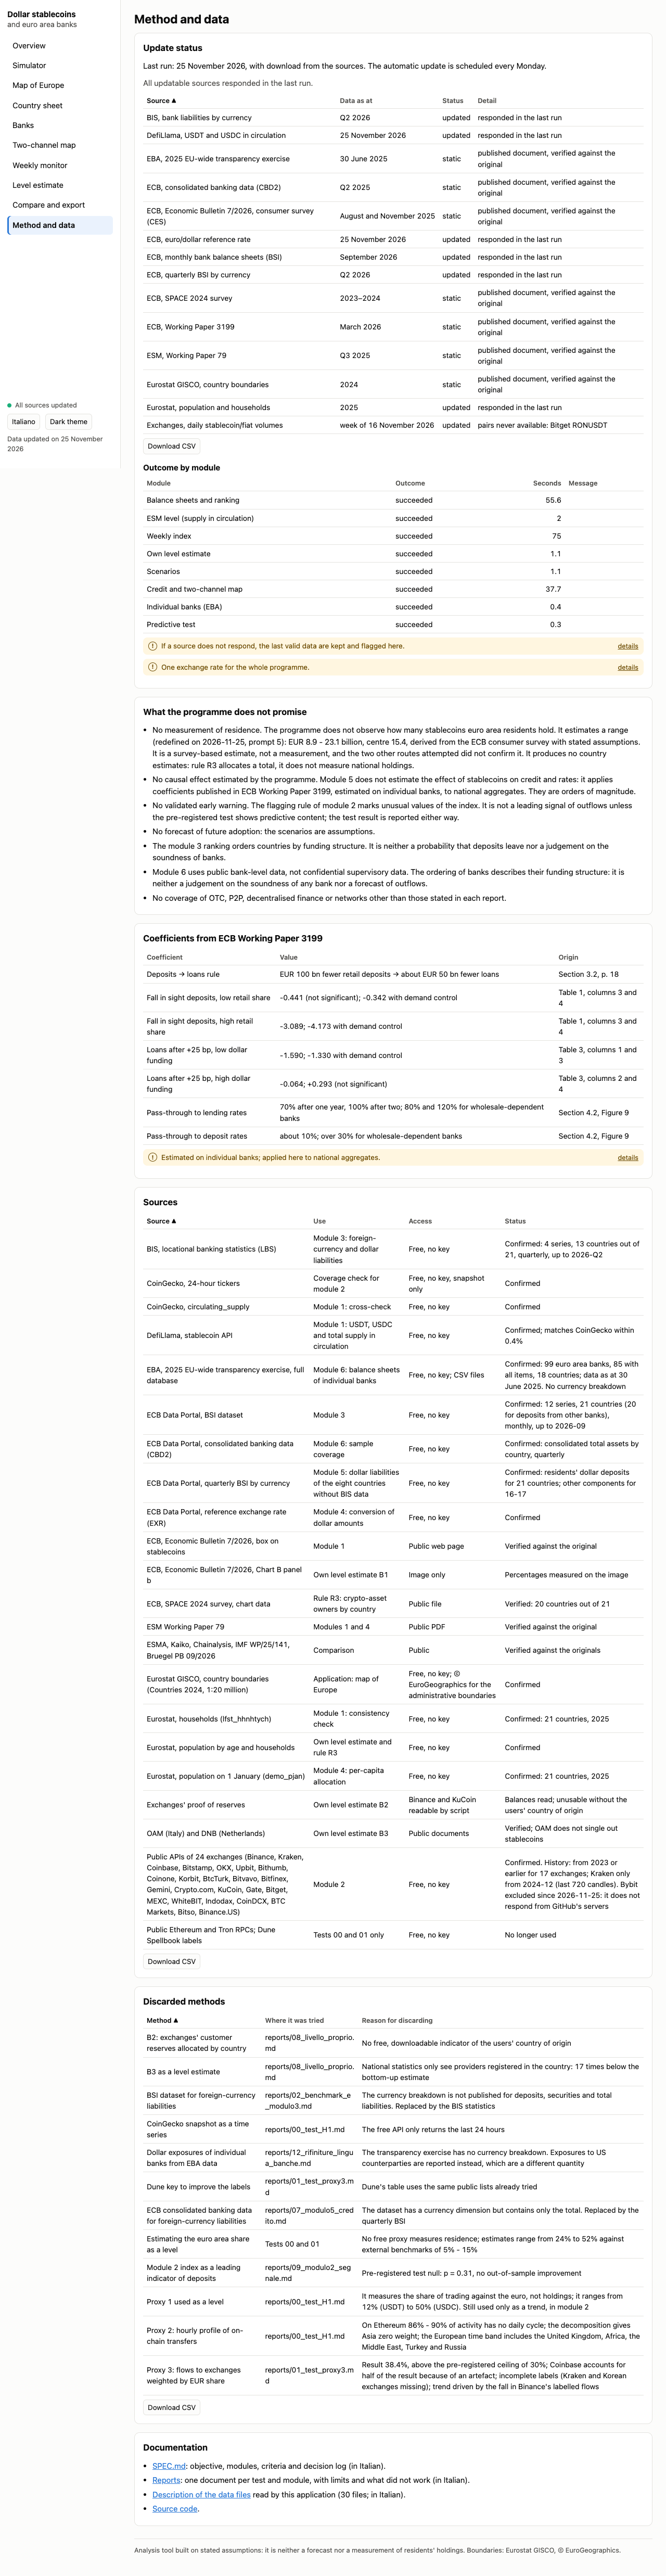 Dollar stablecoins
and euro area banks
Overview
Simulator
Map of Europe
Country sheet
Banks
Two-channel map
Weekly monitor
Level estimate
Compare and export
Method and data
All sources updated
Italiano Dark theme
Data updated on 25 November
2026
Method and data
Update status
Last run: 25 November 2026, with download from the sources. The automatic update is scheduled every Monday.
All updatable sources responded in the last run.
Source ▲ Data as at Status Detail
BIS, bank liabilities by currency Q2 2026 updated responded in the last run
DefiLlama, USDT and USDC in circulation 25 November 2026 updated responded in the last run
EBA, 2025 EU-wide transparency exercise 30 June 2025 static published document, verified against the
original
ECB, consolidated banking data (CBD2) Q2 2025 static published document, verified against the
original
ECB, Economic Bulletin 7/2026, consumer survey
(CES) August and November 2025 static published document, verified against the
original
ECB, euro/dollar reference rate 25 November 2026 updated responded in the last run
ECB, monthly bank balance sheets (BSI) September 2026 updated responded in the last run
ECB, quarterly BSI by currency Q2 2026 updated responded in the last run
ECB, SPACE 2024 survey 2023–2024 static published document, verified against the
original
ECB, Working Paper 3199 March 2026 static published document, verified against the
original
ESM, Working Paper 79 Q3 2025 static published document, verified against the
original
Eurostat GISCO, country boundaries 2024 static published document, verified against the
original
Eurostat, population and households 2025 updated responded in the last run
Exchanges, daily stablecoin/fiat volumes week of 16 November 2026 updated pairs never available: Bitget RONUSDT
Download CSV
Outcome by module
Module Outcome Seconds Message
Balance sheets and ranking succeeded 55.6
ESM level (supply in circulation) succeeded 2
Weekly index succeeded 75
Own level estimate succeeded 1.1
Scenarios succeeded 1.1
Credit and two-channel map succeeded 37.7
Individual banks (EBA) succeeded 0.4
Predictive test succeeded 0.3
If a source does not respond, the last valid data are kept and flagged here. details
One exchange rate for the whole programme. details
What the programme does not promise
• No measurement of residence. The programme does not observe how many stablecoins euro area residents hold. It estimates a range
(redefined on 2026-11-25, prompt 5): EUR 8.9 - 23.1 billion, centre 15.4, derived from the ECB consumer survey with stated assumptions.
It is a survey-based estimate, not a measurement, and the two other routes attempted did not confirm it. It produces no country
estimates: rule R3 allocates a total, it does not measure national holdings.
• No causal effect estimated by the programme. Module 5 does not estimate the effect of stablecoins on credit and rates: it applies
coefficients published in ECB Working Paper 3199, estimated on individual banks, to national aggregates. They are orders of magnitude.
• No validated early warning. The flagging rule of module 2 marks unusual values of the index. It is not a leading signal of outflows unless
the pre-registered test shows predictive content; the test result is reported either way.
• No forecast of future adoption: the scenarios are assumptions.
• The module 3 ranking orders countries by funding structure. It is neither a probability that deposits leave nor a judgement on the
soundness of banks.
• Module 6 uses public bank-level data, not confidential supervisory data. The ordering of banks describes their funding structure: it is
neither a judgement on the soundness of any bank nor a forecast of outflows.
• No coverage of OTC, P2P, decentralised finance or networks other than those stated in each report.
Coefficients from ECB Working Paper 3199
Coefficient Value Origin
Deposits → loans rule EUR 100 bn fewer retail deposits → about EUR 50 bn fewer loans Section 3.2, p. 18
Fall in sight deposits, low retail share -0.441 (not significant); -0.342 with demand control Table 1, columns 3 and
4
Fall in sight deposits, high retail
share -3.089; -4.173 with demand control Table 1, columns 3 and
4
Loans after +25 bp, low dollar
funding -1.590; -1.330 with demand control Table 3, columns 1 and
3
Loans after +25 bp, high dollar
funding -0.064; +0.293 (not significant) Table 3, columns 2 and
4
Pass-through to lending rates 70% after one year, 100% after two; 80% and 120% for wholesale-dependent
banks Section 4.2, Figure 9
Pass-through to deposit rates about 10%; over 30% for wholesale-dependent banks Section 4.2, Figure 9
Estimated on individual banks; applied here to national aggregates. details
Sources
Source ▲ Use Access Status
BIS, locational banking statistics (LBS) Module 3: foreign-
currency and dollar
liabilities Free, no key Confirmed: 4 series, 13 countries out of
21, quarterly, up to 2026-Q2
CoinGecko, 24-hour tickers Coverage check for
module 2 Free, no key, snapshot
only Confirmed
CoinGecko, circulating_supply Module 1: cross-check Free, no key Confirmed
DefiLlama, stablecoin API Module 1: USDT, USDC
and total supply in
circulation Free, no key Confirmed; matches CoinGecko within
0.4%
EBA, 2025 EU-wide transparency exercise, full
database Module 6: balance sheets
of individual banks Free, no key; CSV files Confirmed: 99 euro area banks, 85 with
all items, 18 countries; data as at 30
June 2025. No currency breakdown
ECB Data Portal, BSI dataset Module 3 Free, no key Confirmed: 12 series, 21 countries (20
for deposits from other banks),
monthly, up to 2026-09
ECB Data Portal, consolidated banking data
(CBD2) Module 6: sample
coverage Free, no key Confirmed: consolidated total assets by
country, quarterly
ECB Data Portal, quarterly BSI by currency Module 5: dollar liabilities
of the eight countries
without BIS data Free, no key Confirmed: residents' dollar deposits
for 21 countries; other components for
16-17
ECB Data Portal, reference exchange rate
(EXR) Module 4: conversion of
dollar amounts Free, no key Confirmed
ECB, Economic Bulletin 7/2026, box on
stablecoins Module 1 Public web page Verified against the original
ECB, Economic Bulletin 7/2026, Chart B panel
b Own level estimate B1 Image only Percentages measured on the image
ECB, SPACE 2024 survey, chart data Rule R3: crypto-asset
owners by country Public file Verified: 20 countries out of 21
ESM Working Paper 79 Modules 1 and 4 Public PDF Verified against the original
ESMA, Kaiko, Chainalysis, IMF WP/25/141,
Bruegel PB 09/2026 Comparison Public Verified against the originals
Eurostat GISCO, country boundaries
(Countries 2024, 1:20 million) Application: map of
Europe Free, no key; ©
EuroGeographics for the
administrative boundaries Confirmed
Eurostat, households (lfst_hhnhtych) Module 1: consistency
check Free, no key Confirmed: 21 countries, 2025
Eurostat, population by age and households Own level estimate and
rule R3 Free, no key Confirmed
Eurostat, population on 1 January (demo_pjan) Module 4: per-capita
allocation Free, no key Confirmed: 21 countries, 2025
Exchanges' proof of reserves Own level estimate B2 Binance and KuCoin
readable by script Balances read; unusable without the
users' country of origin
OAM (Italy) and DNB (Netherlands) Own level estimate B3 Public documents Verified; OAM does not single out
stablecoins
Public APIs of 24 exchanges (Binance, Kraken,
Coinbase, Bitstamp, OKX, Upbit, Bithumb,
Coinone, Korbit, BtcTurk, Bitvavo, Bitfinex,
Gemini, Crypto.com, KuCoin, Gate, Bitget,
MEXC, WhiteBIT, Indodax, CoinDCX, BTC
Markets, Bitso, Binance.US) Module 2 Free, no key Confirmed. History: from 2023 or
earlier for 17 exchanges; Kraken only
from 2024-12 (last 720 candles). Bybit
excluded since 2026-11-25: it does not
respond from GitHub's servers
Public Ethereum and Tron RPCs; Dune
Spellbook labels Tests 00 and 01 only Free, no key No longer used
Download CSV
Discarded methods
Method ▲ Where it was tried Reason for discarding
B2: exchanges' customer
reserves allocated by country reports/08_livello_proprio.
md No free, downloadable indicator of the users' country of origin
B3 as a level estimate reports/08_livello_proprio.
md National statistics only see providers registered in the country: 17 times below the
bottom-up estimate
BSI dataset for foreign-currency
liabilities reports/02_benchmark_e
_modulo3.md The currency breakdown is not published for deposits, securities and total
liabilities. Replaced by the BIS statistics
CoinGecko snapshot as a time
series reports/00_test_H1.md The free API only returns the last 24 hours
Dollar exposures of individual
banks from EBA data reports/12_rifiniture_lingu
a_banche.md The transparency exercise has no currency breakdown. Exposures to US
counterparties are reported instead, which are a different quantity
Dune key to improve the labels reports/01_test_proxy3.m
d Dune's table uses the same public lists already tried
ECB consolidated banking data
for foreign-currency liabilities reports/07_modulo5_cred
ito.md The dataset has a currency dimension but contains only the total. Replaced by the
quarterly BSI
Estimating the euro area share
as a level Tests 00 and 01 No free proxy measures residence; estimates range from 24% to 52% against
external benchmarks of 5% - 15%
Module 2 index as a leading
indicator of deposits reports/09_modulo2_seg
nale.md Pre-registered test null: p = 0.31, no out-of-sample improvement
Proxy 1 used as a level reports/00_test_H1.md It measures the share of trading against the euro, not holdings; it ranges from
12% (USDT) to 50% (USDC). Still used only as a trend, in module 2
Proxy 2: hourly profile of on-
chain transfers reports/00_test_H1.md On Ethereum 86% - 90% of activity has no daily cycle; the decomposition gives
Asia zero weight; the European time band includes the United Kingdom, Africa, the
Middle East, Turkey and Russia
Proxy 3: flows to exchanges
weighted by EUR share reports/01_test_proxy3.m
d Result 38.4%, above the pre-registered ceiling of 30%; Coinbase accounts for
half of the result because of an artefact; incomplete labels (Kraken and Korean
exchanges missing); trend driven by the fall in Binance's labelled flows
Download CSV
Documentation
• SPEC.md: objective, modules, criteria and decision log (in Italian).
• Reports: one document per test and module, with limits and what did not work (in Italian).
• Description of the data files read by this application (30 files; in Italian).
• Source code.
Analysis tool built on stated assumptions: it is neither a forecast nor a measurement of residents' holdings. Boundaries: Eurostat GISCO, © EuroGeographics.